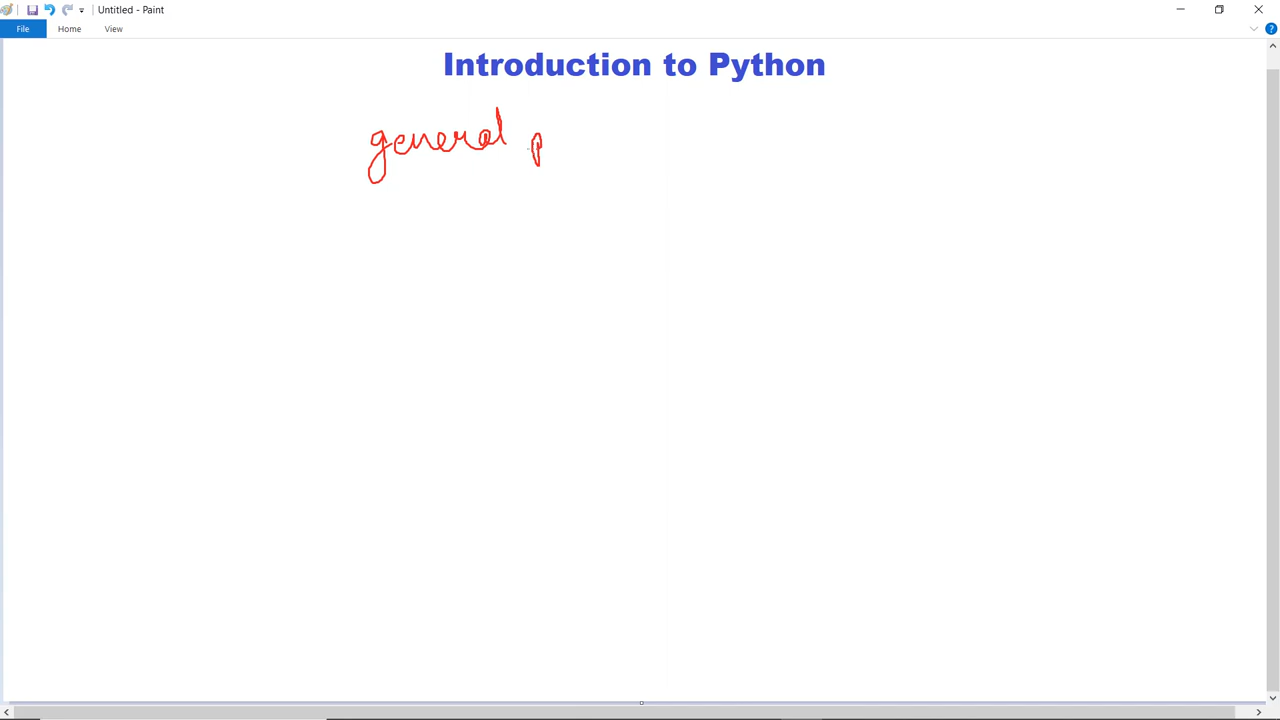 Untitled - Paint
File Home View
Introduction to Python
general p